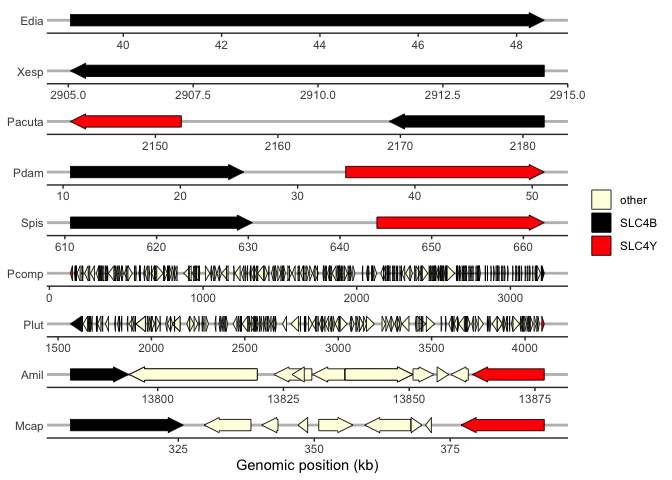 Edia
40 42 44 46 48
Xesp
2905.0 2907.5 2910.0 2912.5 2915.0
Pacuta
2150 2160 2170 2180
Pdam
10 20 30 40 50
Spis
610 620 630 640 650 660
other
SLC4B
SLC4Y
Pcomp
0 1000 2000 3000
Plut
1500 2000 2500 3000 3500 4000
Amil
13800 13825 13850 13875
Mcap
325 350 375
Genomic position (kb)